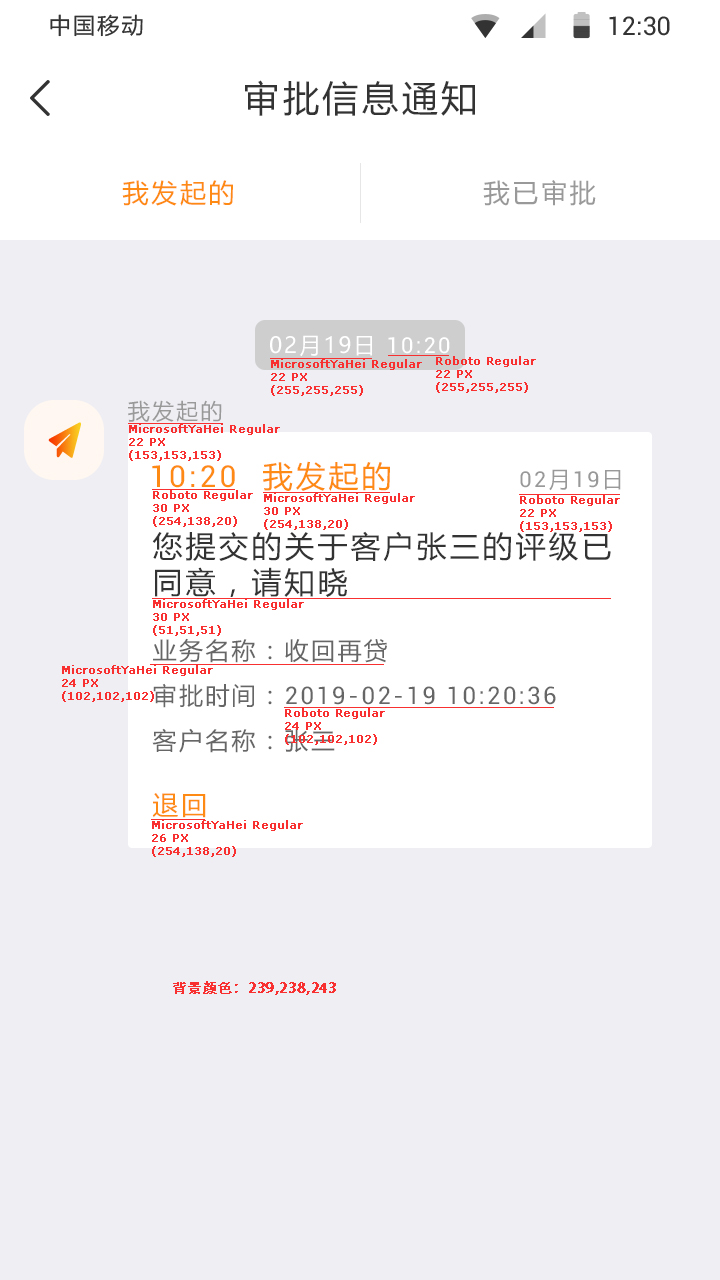 中国移动 12:30
审批信息通知
我发起的 我已审批
02月19日 10:20
MicrosoftYaHei Regular
22 PX
(255,255,255)
Roboto Regular
22 PX
(255,255,255)
我发起的
MicrosoftYaHei Regular
22 PX
(153,153,153)
10:20 我发起的 02月19日
Roboto Regular
30 PX
(254,138,20)
MicrosoftYaHei Regular
30 PX
(254,138,20)
Roboto Regular
22 PX
(153,153,153)
您提交的关于客户张三的评级已
同意，请知晓
MicrosoftYaHei Regular
30 PX
(51,51,51)
业务名称：收回再贷
MicrosoftYaHei Regular
24 PX
(102,102,102)
审批时间：2019-02-19 10:20:36
Roboto Regular
24 PX
(102,102,102)
客户名称：张三
退回
MicrosoftYaHei Regular
26 PX
(254,138,20)
背景颜色：239,238,243